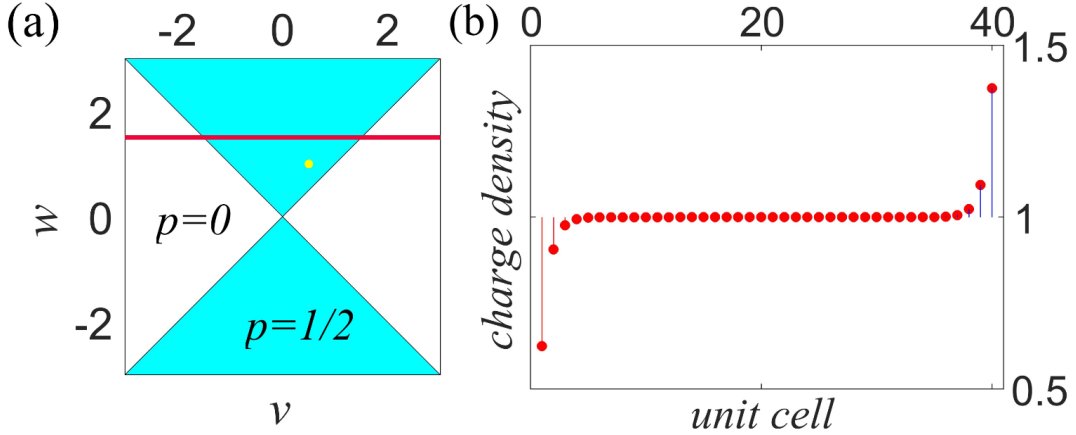 (a)
-2 0 2
2
0
-2
w
p=0
p=1/2
v
(b)
0 20 40
1.5
1
0.5
charge density
unit cell